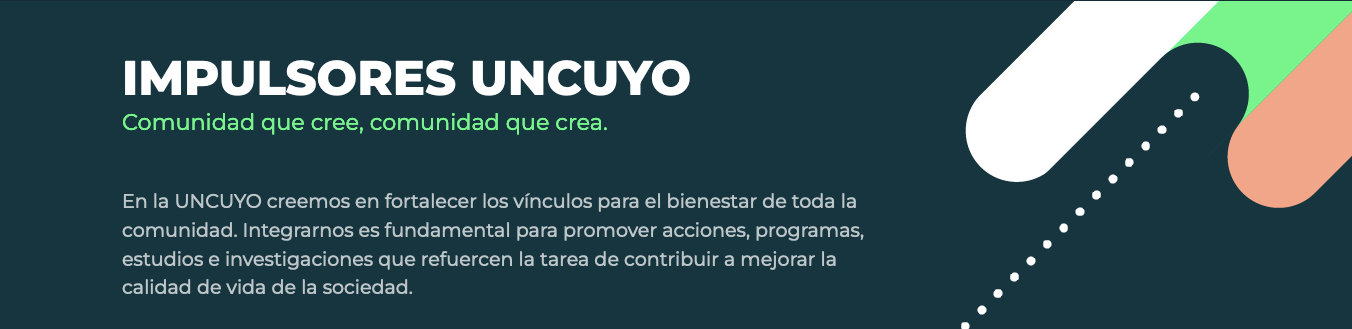 IMPULSORES UNCUYO
Comunidad que cree, comunidad que crea.
En la UNCUYO creemos en fortalecer los vínculos para el bienestar de toda la
comunidad. Integrarnos es fundamental para promover acciones, programas,
estudios e investigaciones que refuercen la tarea de contribuir a mejorar la
calidad de vida de la sociedad.